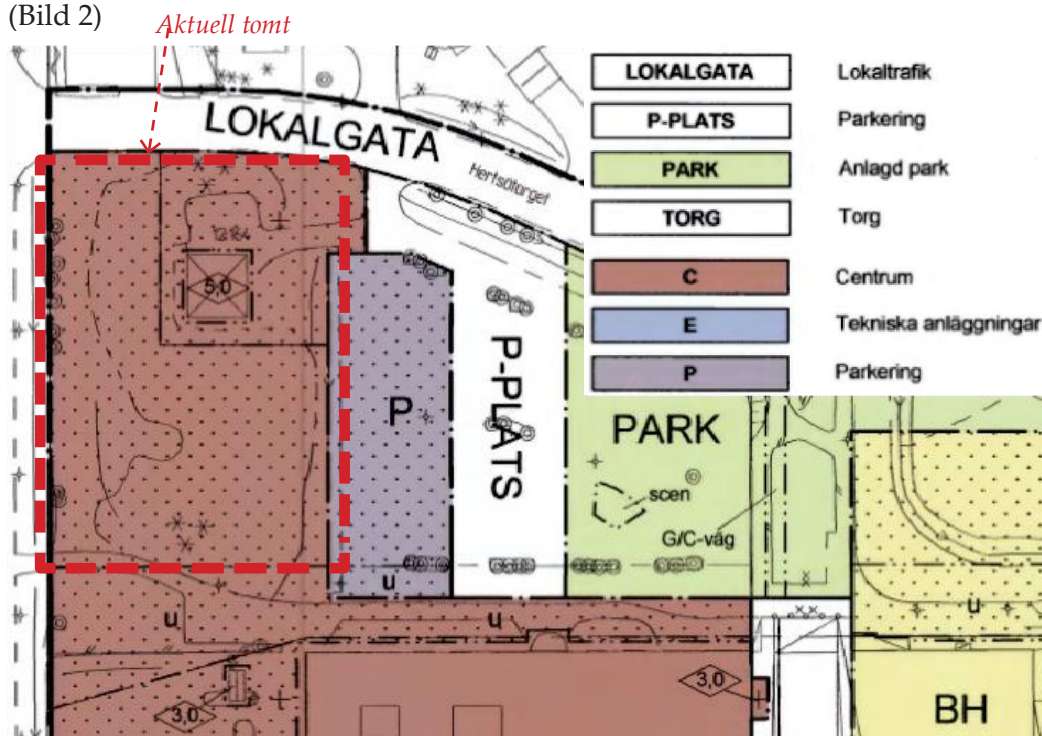 (Bild 2)
Aktuell tomt
LOKALGATA
Hertsötorget
5,0
P
P-PLATS
PARK
scen
G/C-väg
u
u
u
u
3,0
3,0
BH
LOKALGATA Lokaltrafik
P-PLATS Parkering
PARK Anlagd park
TORG Torg
C Centrum
E Tekniska anläggningar
P Parkering